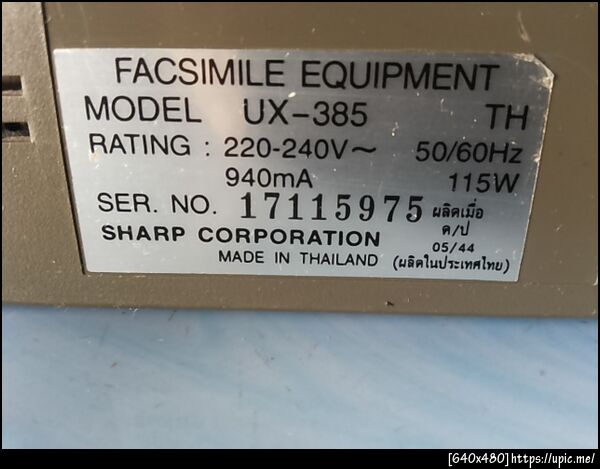 FACSIMILE EQUIPMENT
MODEL UX-385 TH
RATING : 220-240V~ 50/60Hz
940mA 115W
SER. NO. 17115975 ผลิตเมื่อ
ด/ป
SHARP CORPORATION 05/44
MADE IN THAILAND (ผลิตในประเทศไทย)
[640x480]https://upic.me/